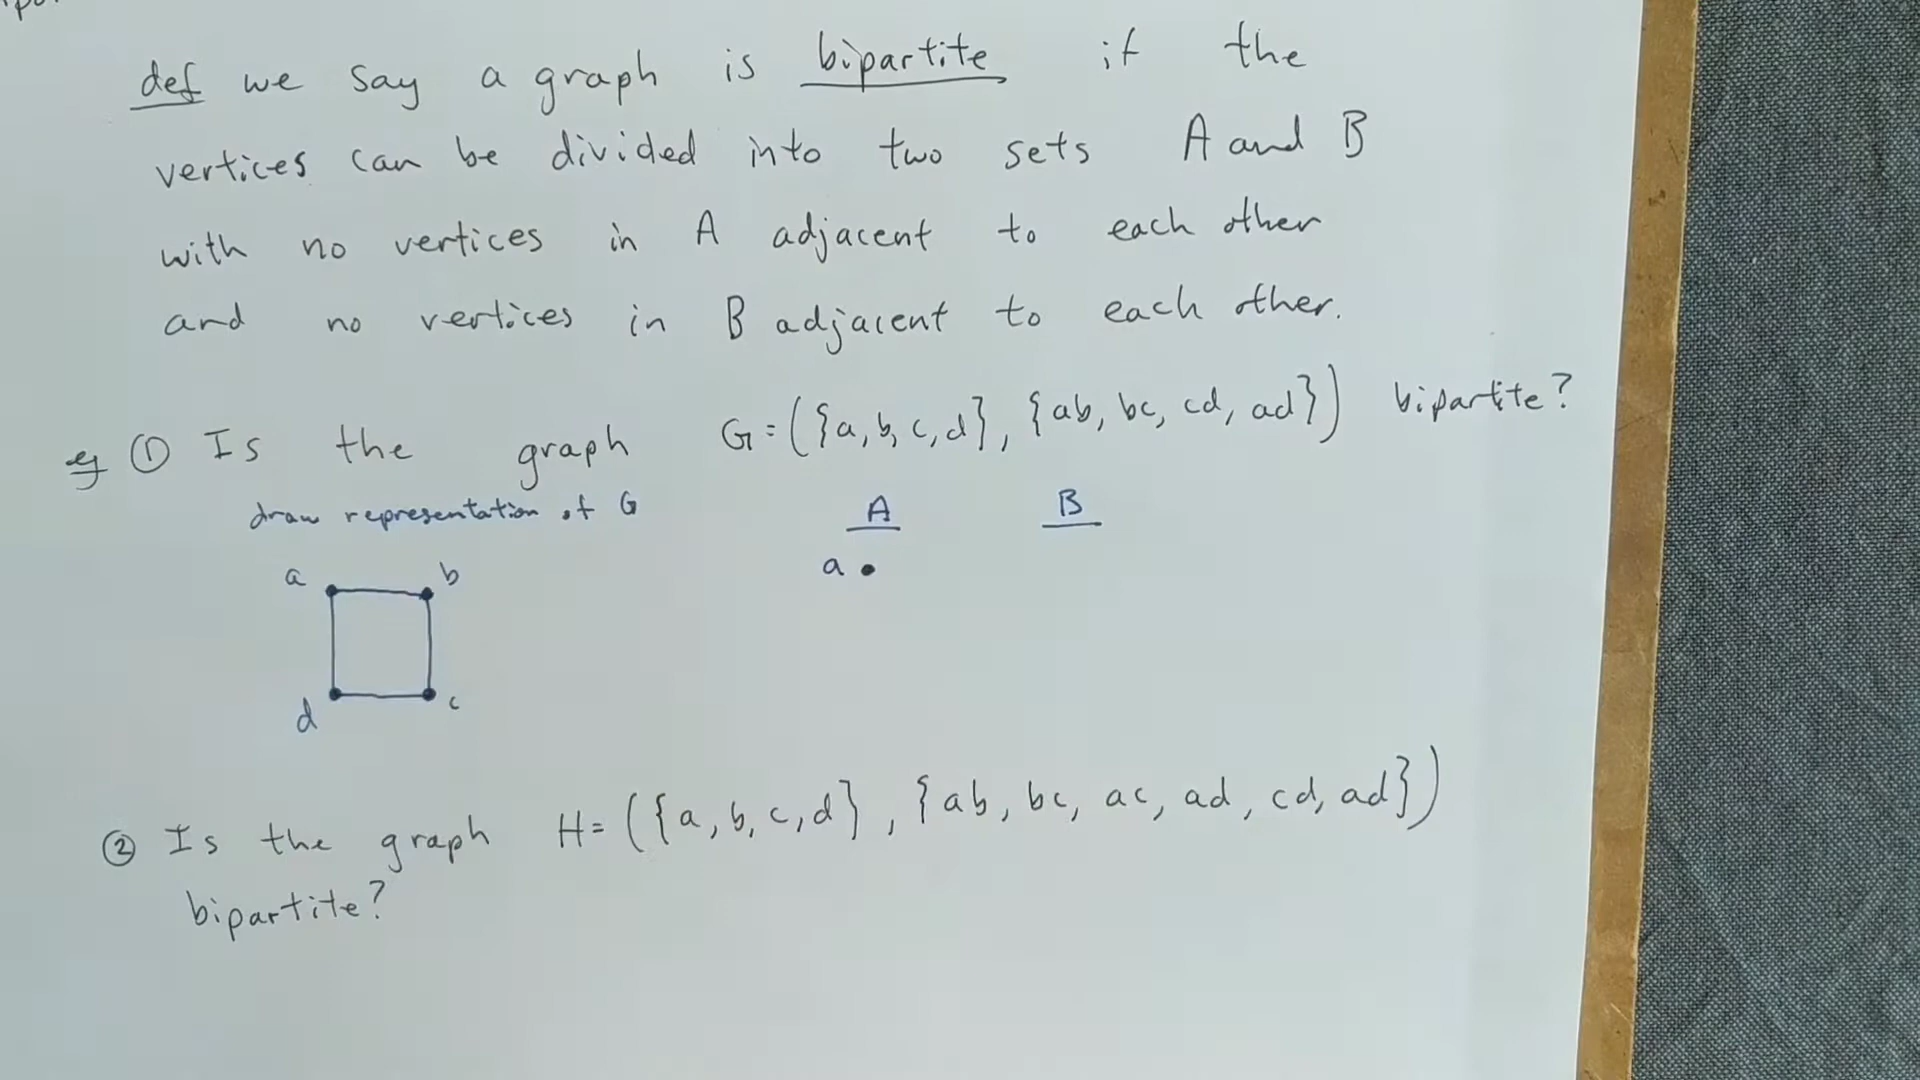 def we say a graph is bipartite if the
vertices can be divided into two sets A and B
with no vertices in A adjacent to each other
and no vertices in B adjacent to each other.
eg ① Is the graph G = ({a, b, c, d}, {ab, bc, cd, ad}) bipartite?
draw representation of G
A B
a
a b
d c
② Is the graph H = ({a, b, c, d}, {ab, bc, ac, ad, cd, ad})
bipartite?